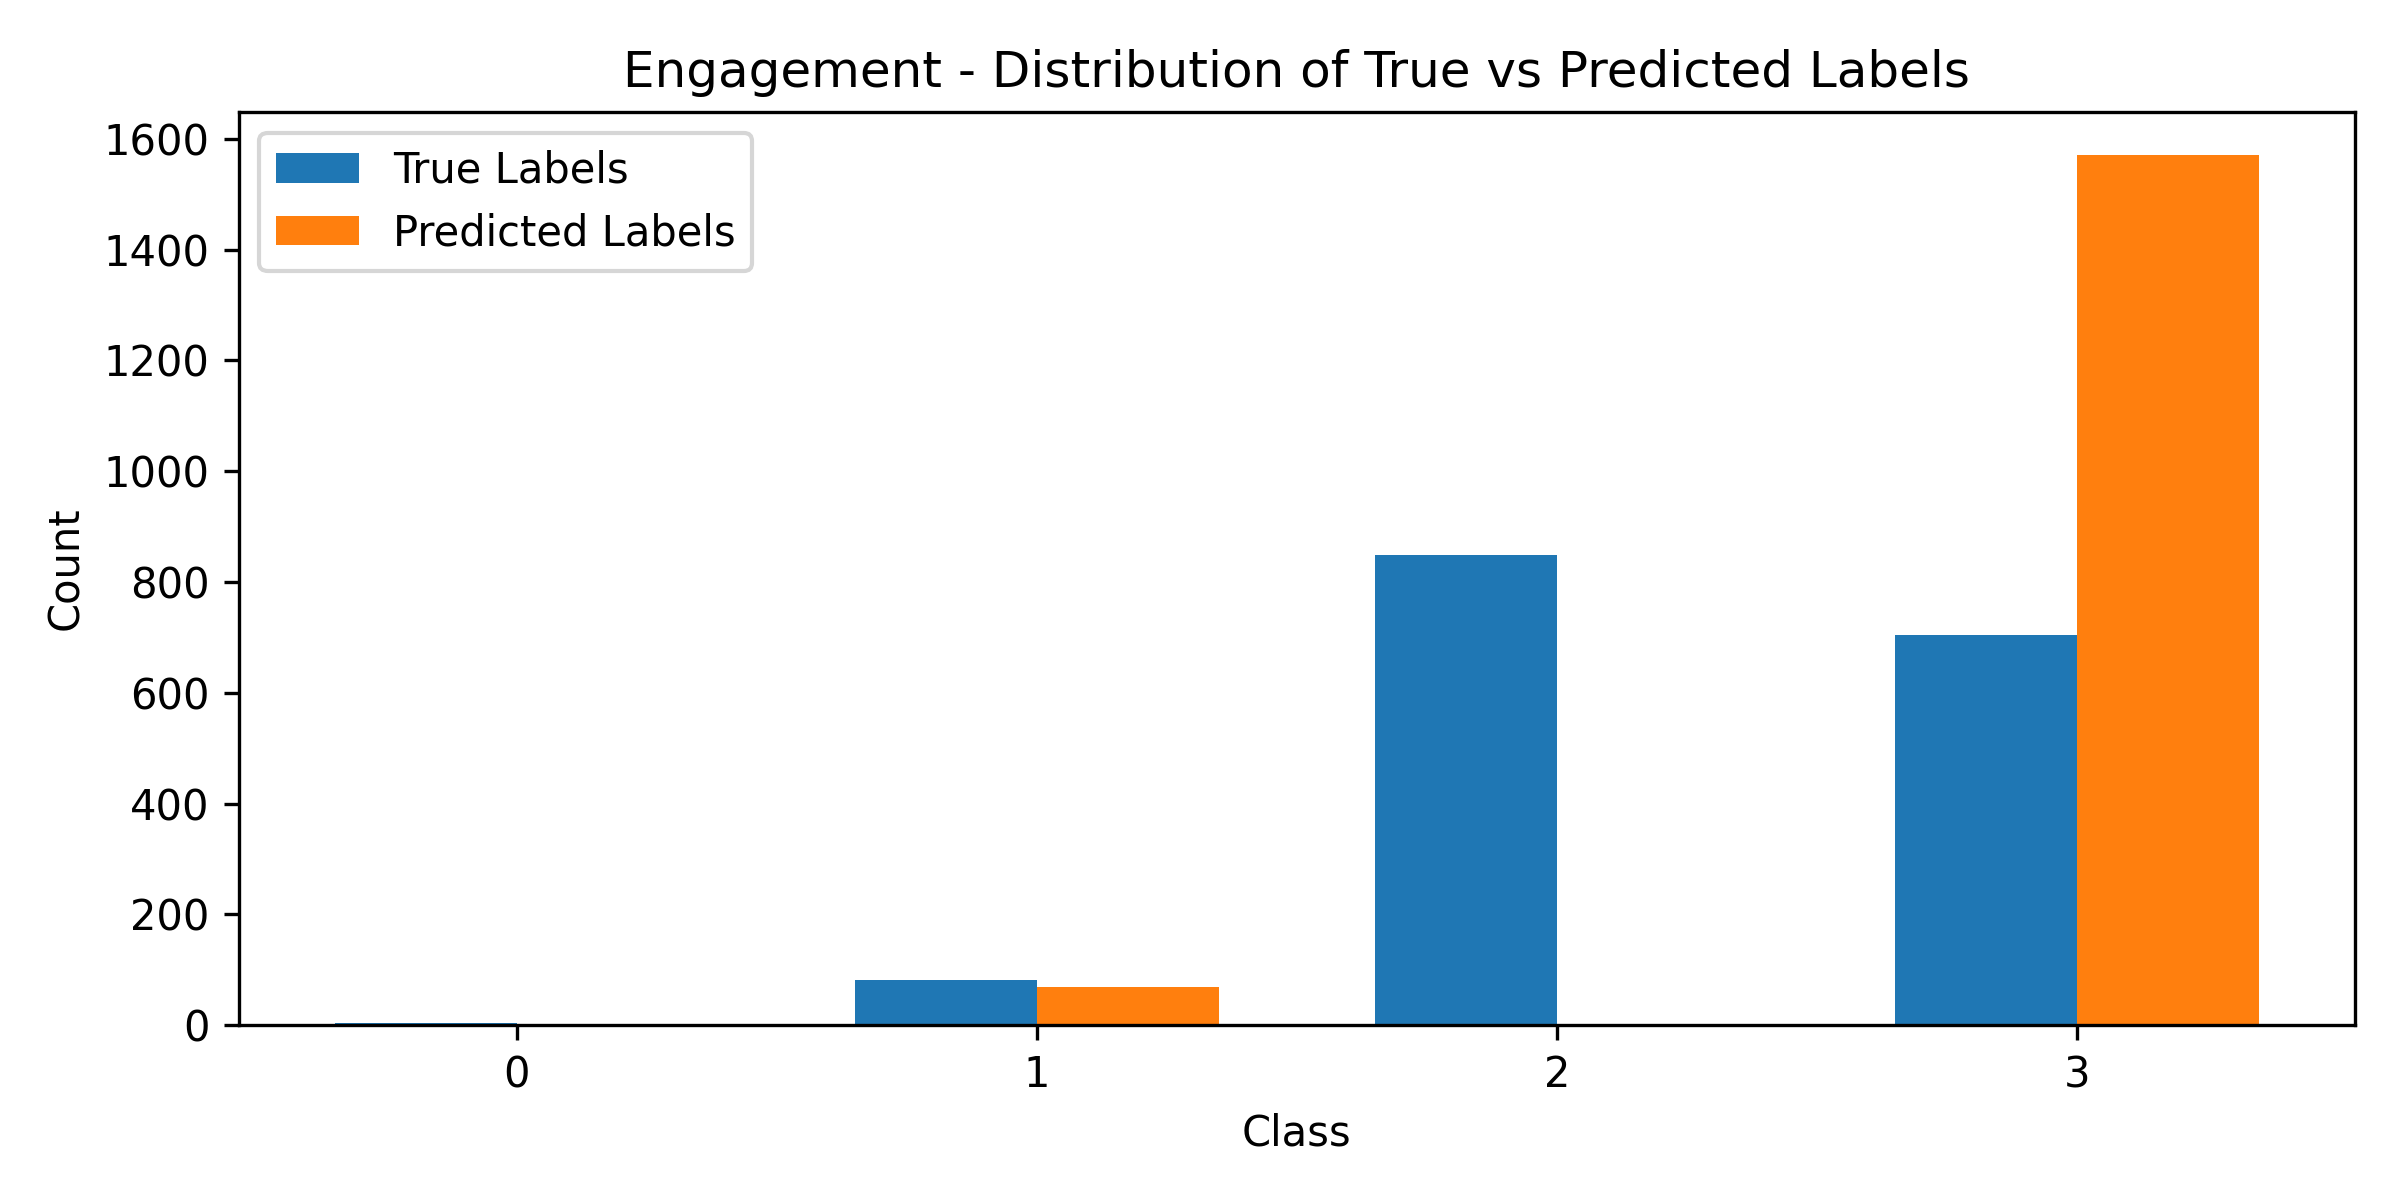 Engagement - Distribution of True vs Predicted Labels
True Labels
Predicted Labels
1600
1400
1200
1000
800
600
400
200
0
Count
0 1 2 3
Class